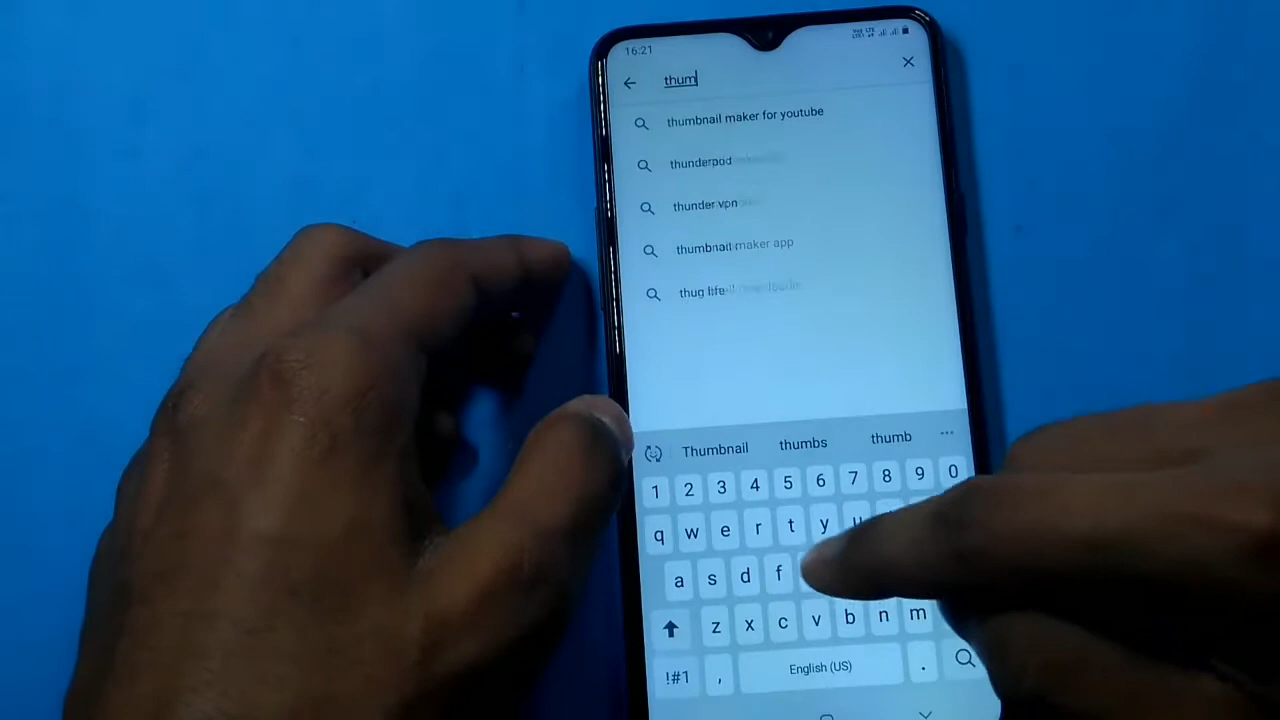 16:21
thum
thumbnail maker for youtube
thunderpod
thunder vpn
thumbnail maker app
thug life
Thumbnail thumbs thumb ...
1 2 3 4 5 6 7 8 9 0
q w e r t y u
a s d f
z x c v b n m
!#1 , English (US) .